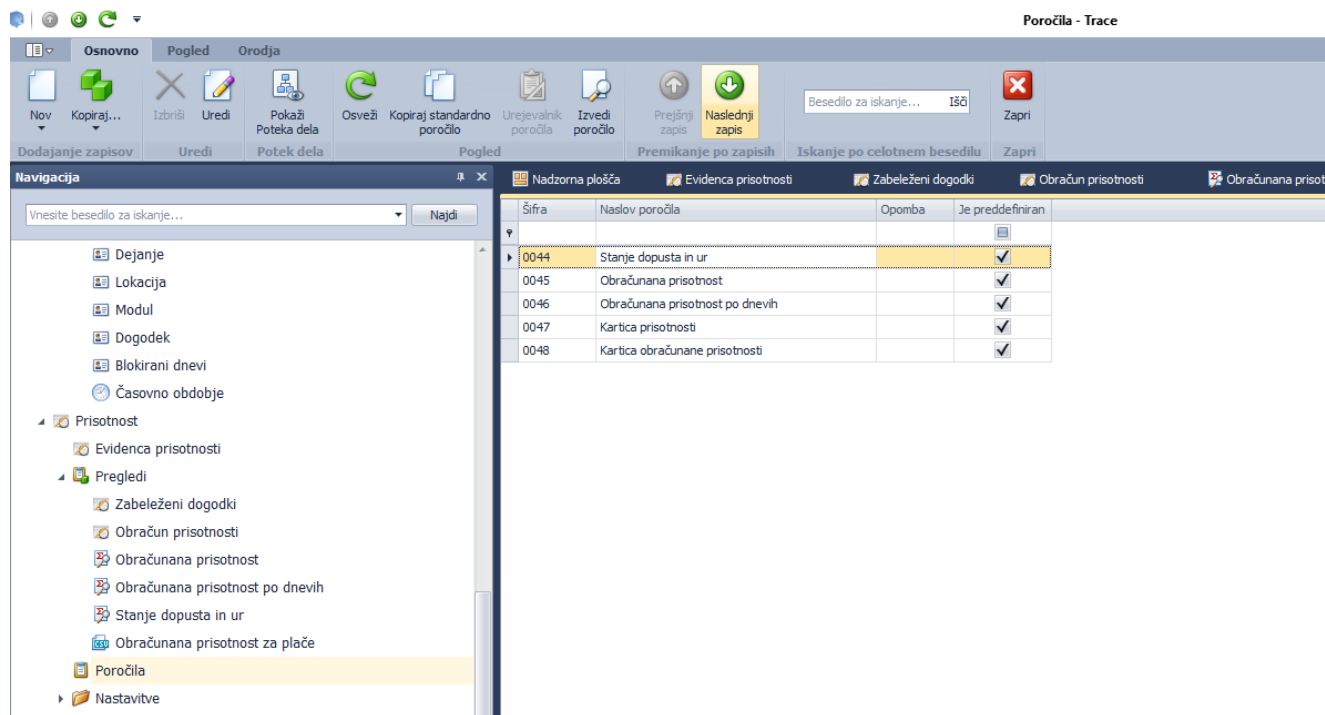 Poročila - Trace
Osnovno Pogled Orodja
Nov Kopiraj... Izbriši Uredi Pokaži Poteka dela Osveži Kopiraj standardno poročilo Urejevalnik poročila Izvedi poročilo Prejšnji zapis Naslednji zapis Besedilo za iskanje... Išči Zapri
Dodajanje zapisov Uredi Potek dela Pogled Premikanje po zapisih Iskanje po celotnem besedilu Zapri
Navigacija
Vnesite besedilo za iskanje... Najdi
Dejanje
Lokacija
Modul
Dogodek
Blokirani dnevi
Časovno obdobje
Prisotnost
Evidenca prisotnosti
Pregledi
Zabeleženi dogodki
Obračun prisotnosti
Obračunana prisotnost
Obračunana prisotnost po dnevih
Stanje dopusta in ur
CSV Obračunana prisotnost za plače
Poročila
Nastavitve
Nadzorna plošča Evidenca prisotnosti Zabeleženi dogodki Obračun prisotnosti Obračunana prisot
Šifra Naslov poročila Opomba Je preddefiniran
0044 Stanje dopusta in ur
0045 Obračunana prisotnost
0046 Obračunana prisotnost po dnevih
0047 Kartica prisotnosti
0048 Kartica obračunane prisotnosti